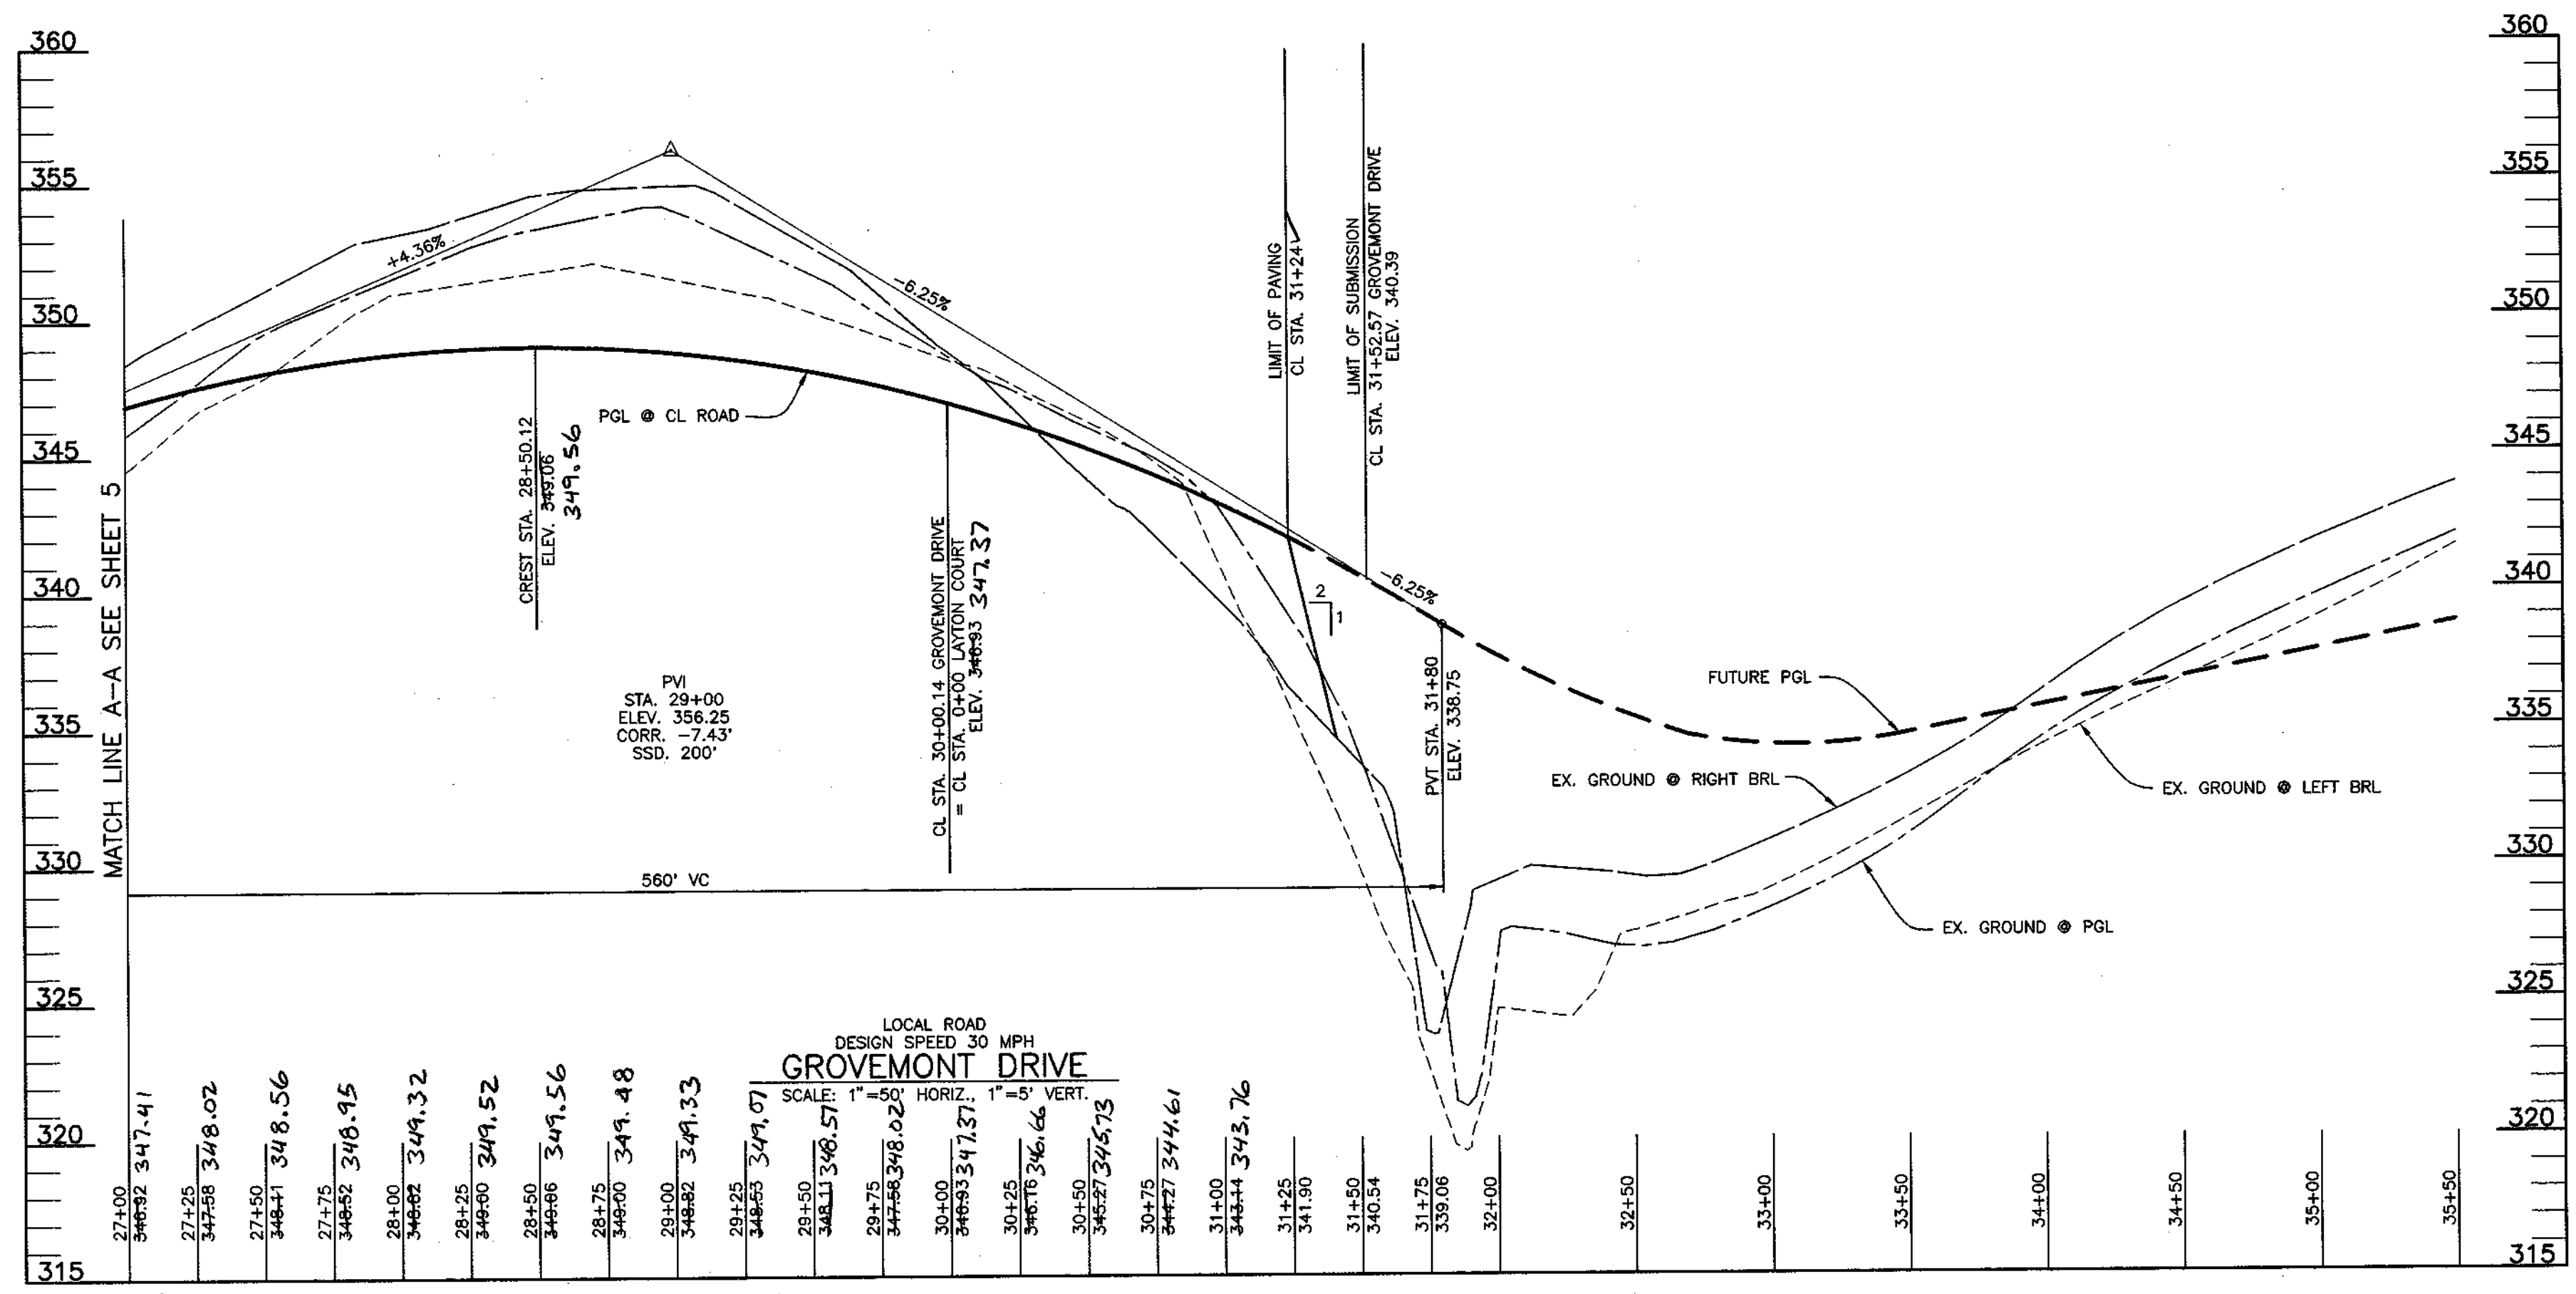 360
355
350
345
340
335
330
325
320
315
360
355
350
345
340
335
330
325
320
315
MATCH LINE A-A SEE SHEET 5
+4.36%
-6.25%
-6.25%
PGL @ CL ROAD
CREST STA. 28+50.12
ELEV. 349.06
349.56
PVI
STA. 29+00
ELEV. 356.25
CORR. -7.43'
SSD. 200'
CL STA. 30+00.14 GROVEMONT DRIVE
= CL STA. 0+00 LAYTON COURT
ELEV. 346.93 347.37
LIMIT OF PAVING
CL STA. 31+24
LIMIT OF SUBMISSION
CL STA. 31+52.57 GROVEMONT DRIVE
ELEV. 340.39
2
1
PVT STA. 31+80
ELEV. 338.75
560' VC
FUTURE PGL
EX. GROUND @ RIGHT BRL
EX. GROUND @ LEFT BRL
EX. GROUND @ PGL
LOCAL ROAD
DESIGN SPEED 30 MPH
GROVEMONT DRIVE
SCALE: 1"=50' HORIZ., 1"=5' VERT.
27+00
346.92 347.41
27+25
347.58 348.02
27+50
348.11 348.56
27+75
348.52 348.95
28+00
349.32
28+25
349.00 349.52
28+50
349.06 349.56
28+75
349.00 349.48
29+00
348.82 349.33
29+25
348.53 349.07
29+50
348.11 348.57
29+75
347.58 348.02
30+00
346.93 347.37
30+25
346.16 346.66
30+50
345.27 345.73
30+75
344.27 344.61
31+00
343.14 343.76
31+25
341.90
31+50
340.54
31+75
339.06
32+00
32+50
33+00
33+50
34+00
34+50
35+00
35+50